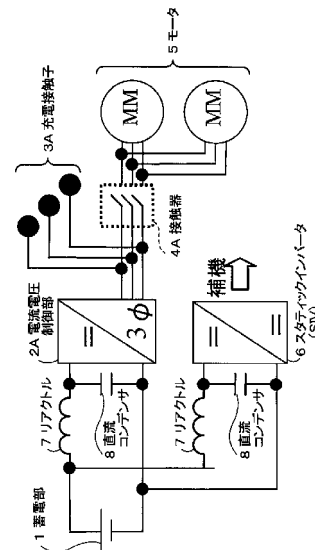 1 蓄電部
7 リアクトル
8 直流
コンデンサ
2A 電流電圧
制御部
3φ
3A 充電接触子
4A 接触器
5 モータ
MM
MM
7 リアクトル
8 直流
コンデンサ
補機
6 スタティックインバータ
(SIV)